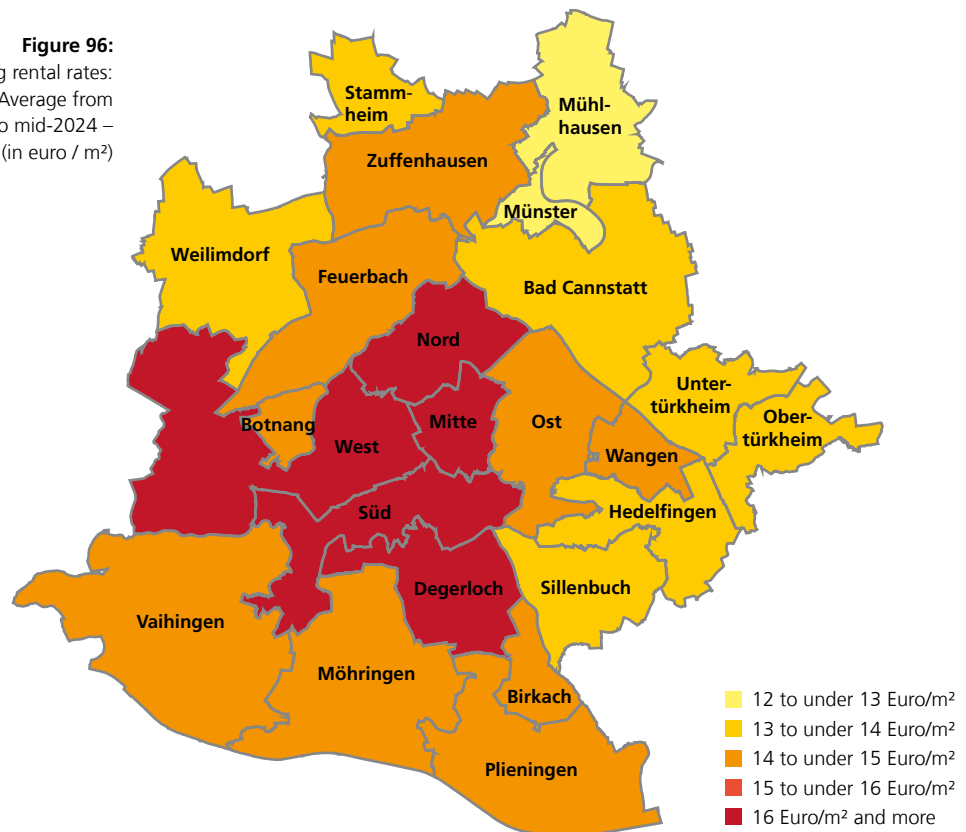 Figure 96:
rental rates:
Average from
mid-2024 –
(in euro / m²)
Stamm-
heim
Mühl-
hausen
Zuffenhausen
Münster
Weilimdorf
Feuerbach
Bad Cannstatt
Nord
Unter-
türkheim
Ober-
türkheim
Botnang
West
Mitte
Ost
Wangen
Süd
Hedelfingen
Degerloch
Sillenbuch
Vaihingen
Möhringen
Birkach
Plieningen
12 to under 13 Euro/m²
13 to under 14 Euro/m²
14 to under 15 Euro/m²
15 to under 16 Euro/m²
16 Euro/m² and more